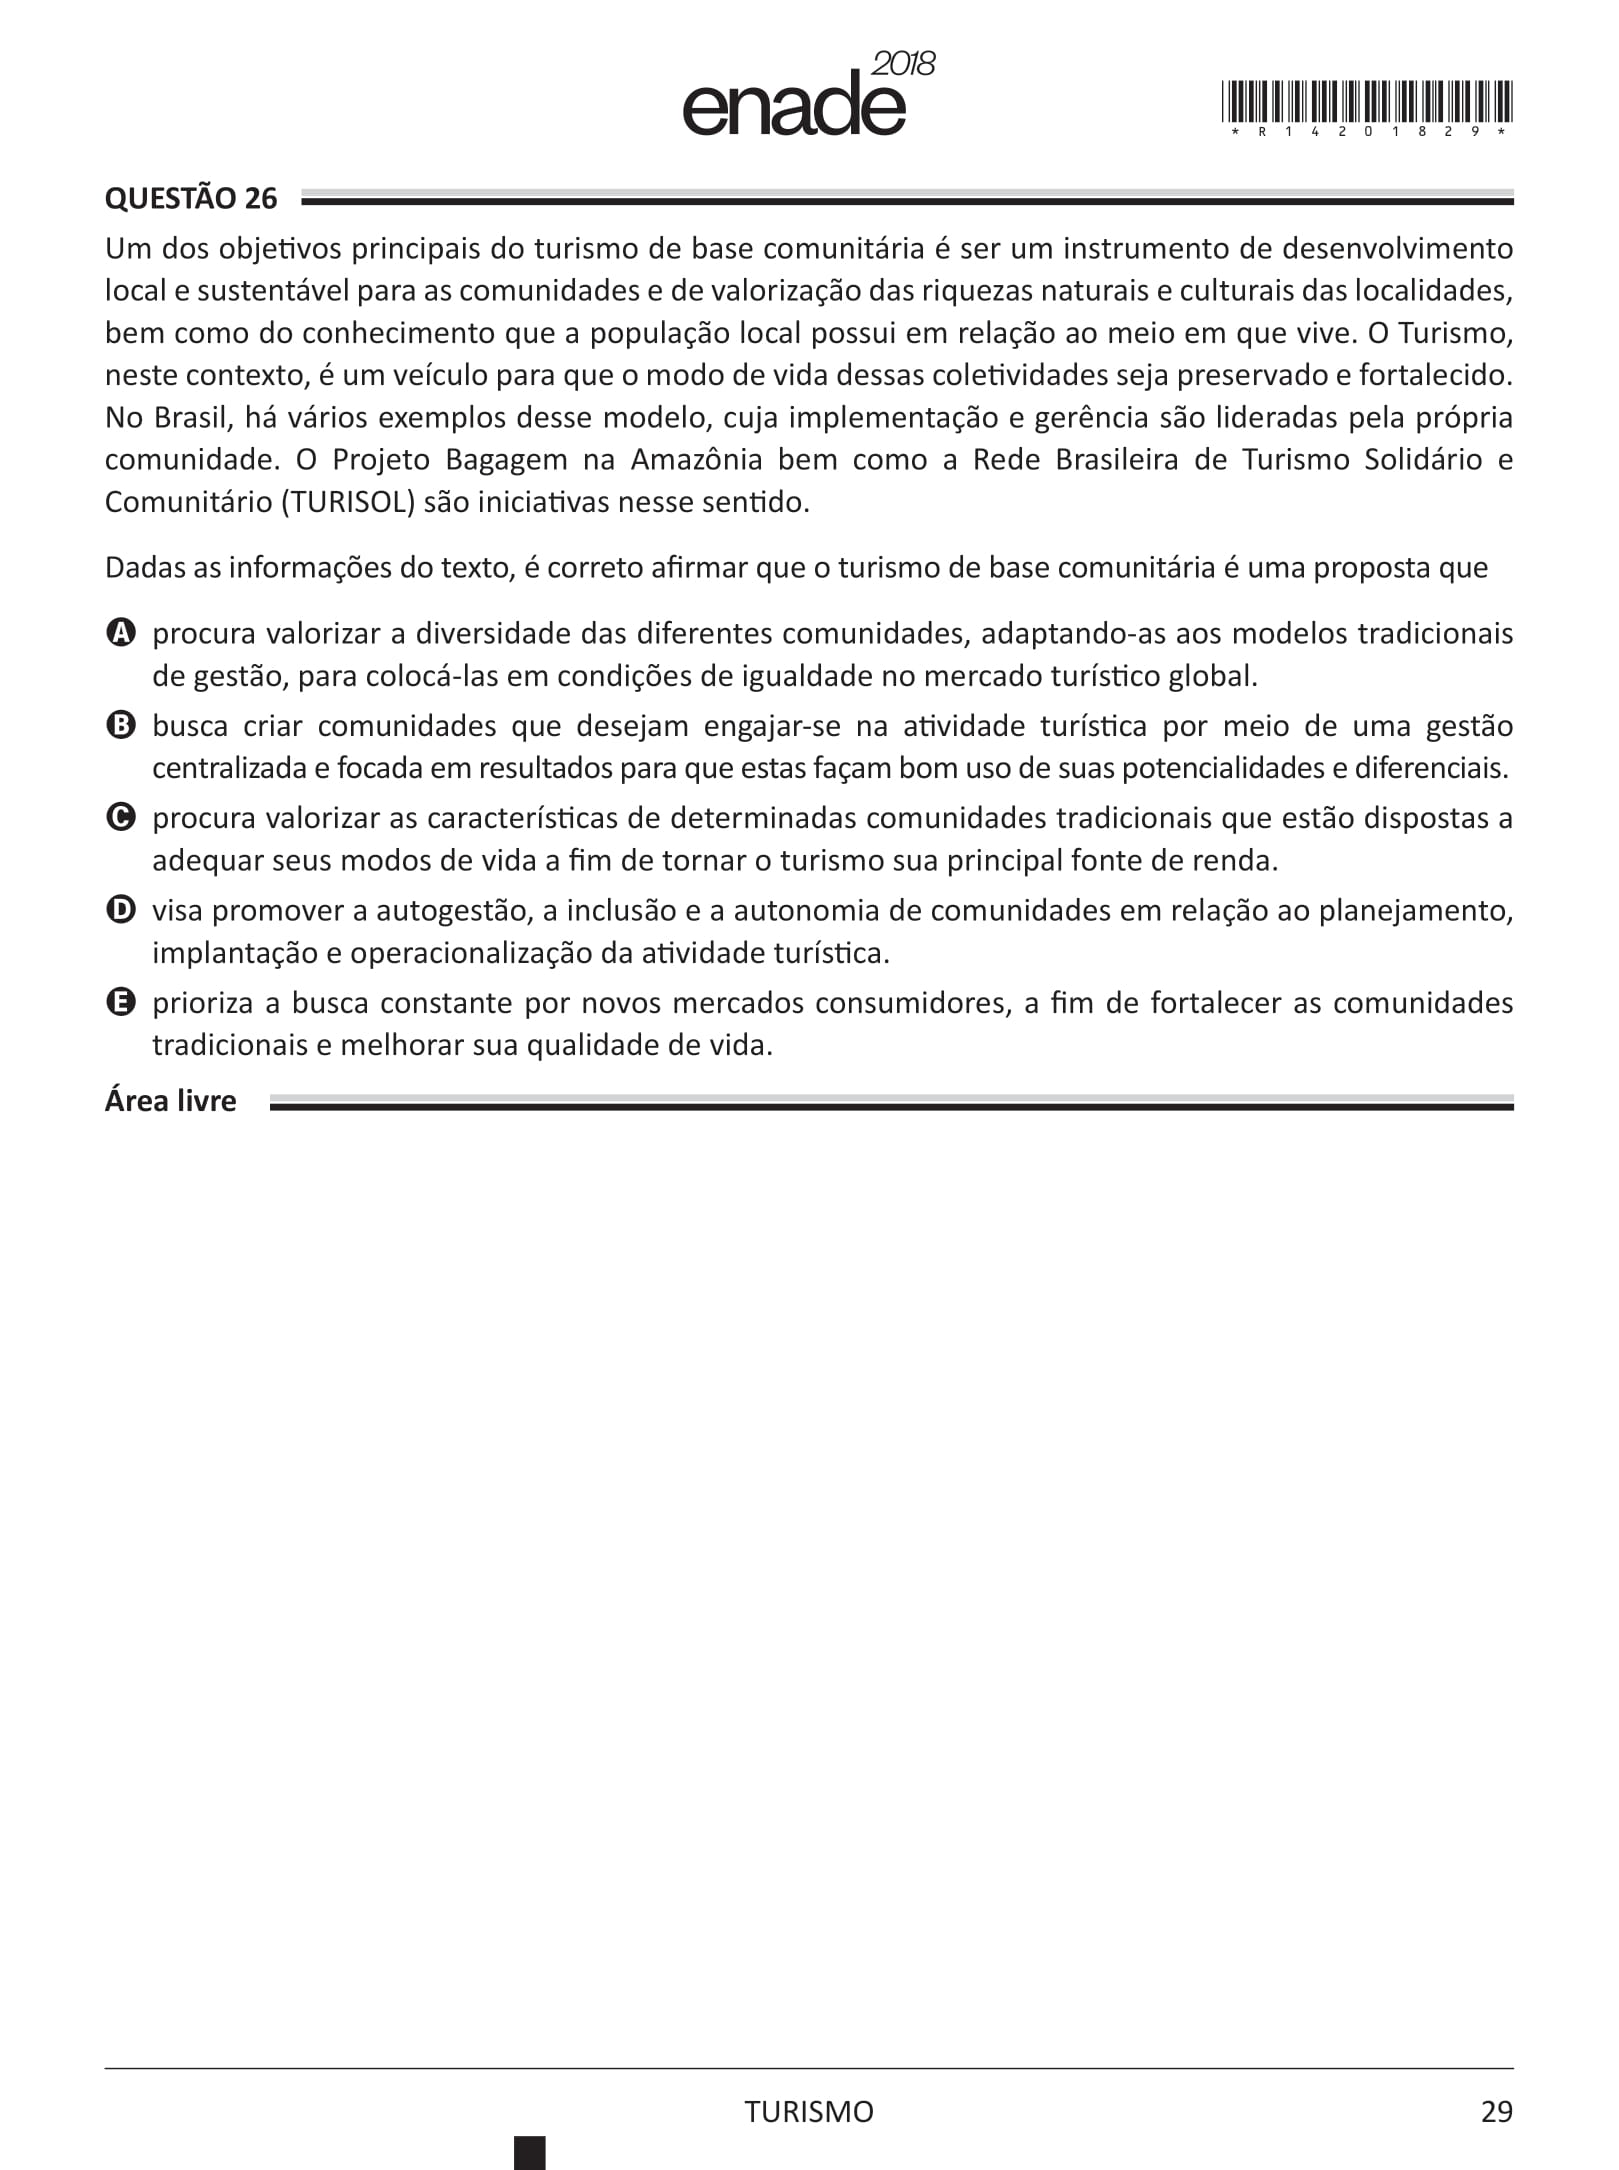 enade 2018
*R14201829*
QUESTÃO 26
Um dos objetivos principais do turismo de base comunitária é ser um instrumento de desenvolvimento
local e sustentável para as comunidades e de valorização das riquezas naturais e culturais das localidades,
bem como do conhecimento que a população local possui em relação ao meio em que vive. O Turismo,
neste contexto, é um veículo para que o modo de vida dessas coletividades seja preservado e fortalecido.
No Brasil, há vários exemplos desse modelo, cuja implementação e gerência são lideradas pela própria
comunidade. O Projeto Bagagem na Amazônia bem como a Rede Brasileira de Turismo Solidário e
Comunitário (TURISOL) são iniciativas nesse sentido.
Dadas as informações do texto, é correto afirmar que o turismo de base comunitária é uma proposta que
A procura valorizar a diversidade das diferentes comunidades, adaptando-as aos modelos tradicionais
de gestão, para colocá-las em condições de igualdade no mercado turístico global.
B busca criar comunidades que desejam engajar-se na atividade turística por meio de uma gestão
centralizada e focada em resultados para que estas façam bom uso de suas potencialidades e diferenciais.
C procura valorizar as características de determinadas comunidades tradicionais que estão dispostas a
adequar seus modos de vida a fim de tornar o turismo sua principal fonte de renda.
D visa promover a autogestão, a inclusão e a autonomia de comunidades em relação ao planejamento,
implantação e operacionalização da atividade turística.
E prioriza a busca constante por novos mercados consumidores, a fim de fortalecer as comunidades
tradicionais e melhorar sua qualidade de vida.
Área livre
TURISMO
29